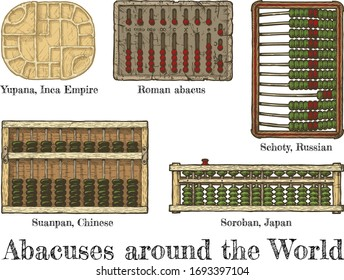 Yupana, Inca Empire
Roman abacus
Schoty, Russian
Suanpan, Chinese
Soroban, Japan
Abacuses around the World
shutterstock.com · 1693397104